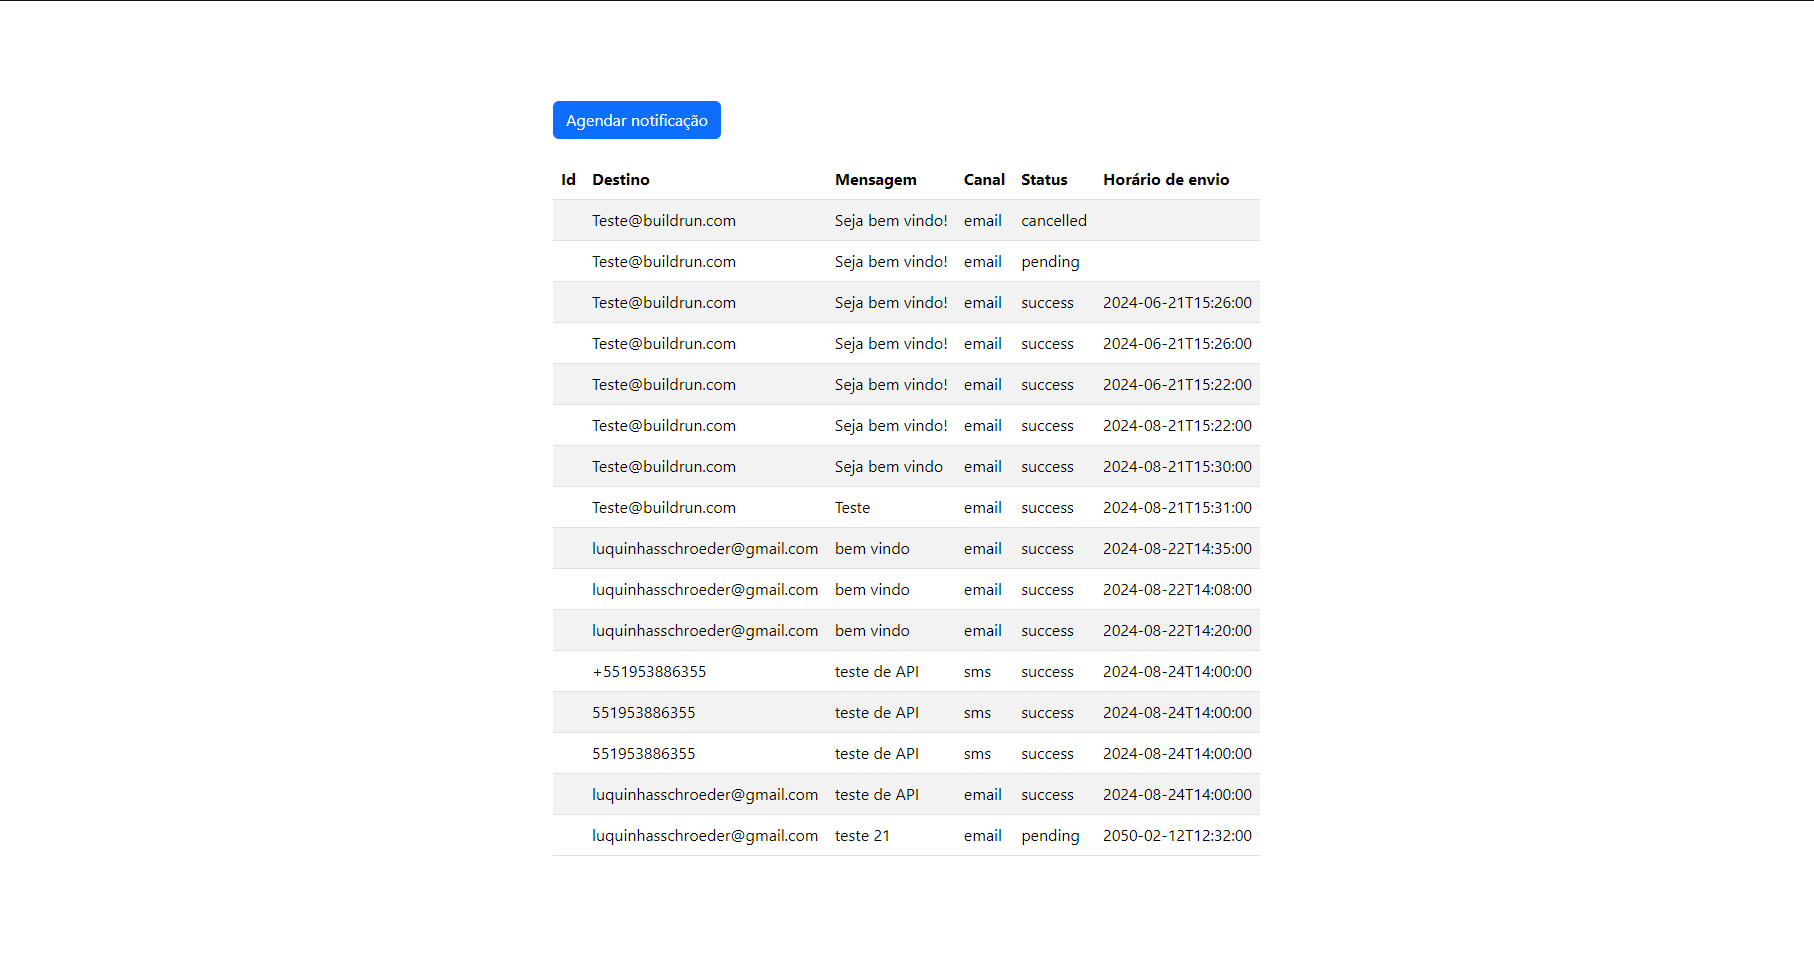 Agendar notificação
Id Destino Mensagem Canal Status Horário de envio
Teste@buildrun.com Seja bem vindo! email cancelled
Teste@buildrun.com Seja bem vindo! email pending
Teste@buildrun.com Seja bem vindo! email success 2024-06-21T15:26:00
Teste@buildrun.com Seja bem vindo! email success 2024-06-21T15:26:00
Teste@buildrun.com Seja bem vindo! email success 2024-06-21T15:22:00
Teste@buildrun.com Seja bem vindo! email success 2024-08-21T15:22:00
Teste@buildrun.com Seja bem vindo email success 2024-08-21T15:30:00
Teste@buildrun.com Teste email success 2024-08-21T15:31:00
luquinhasschroeder@gmail.com bem vindo email success 2024-08-22T14:35:00
luquinhasschroeder@gmail.com bem vindo email success 2024-08-22T14:08:00
luquinhasschroeder@gmail.com bem vindo email success 2024-08-22T14:20:00
+551953886355 teste de API sms success 2024-08-24T14:00:00
551953886355 teste de API sms success 2024-08-24T14:00:00
551953886355 teste de API sms success 2024-08-24T14:00:00
luquinhasschroeder@gmail.com teste de API email success 2024-08-24T14:00:00
luquinhasschroeder@gmail.com teste 21 email pending 2050-02-12T12:32:00